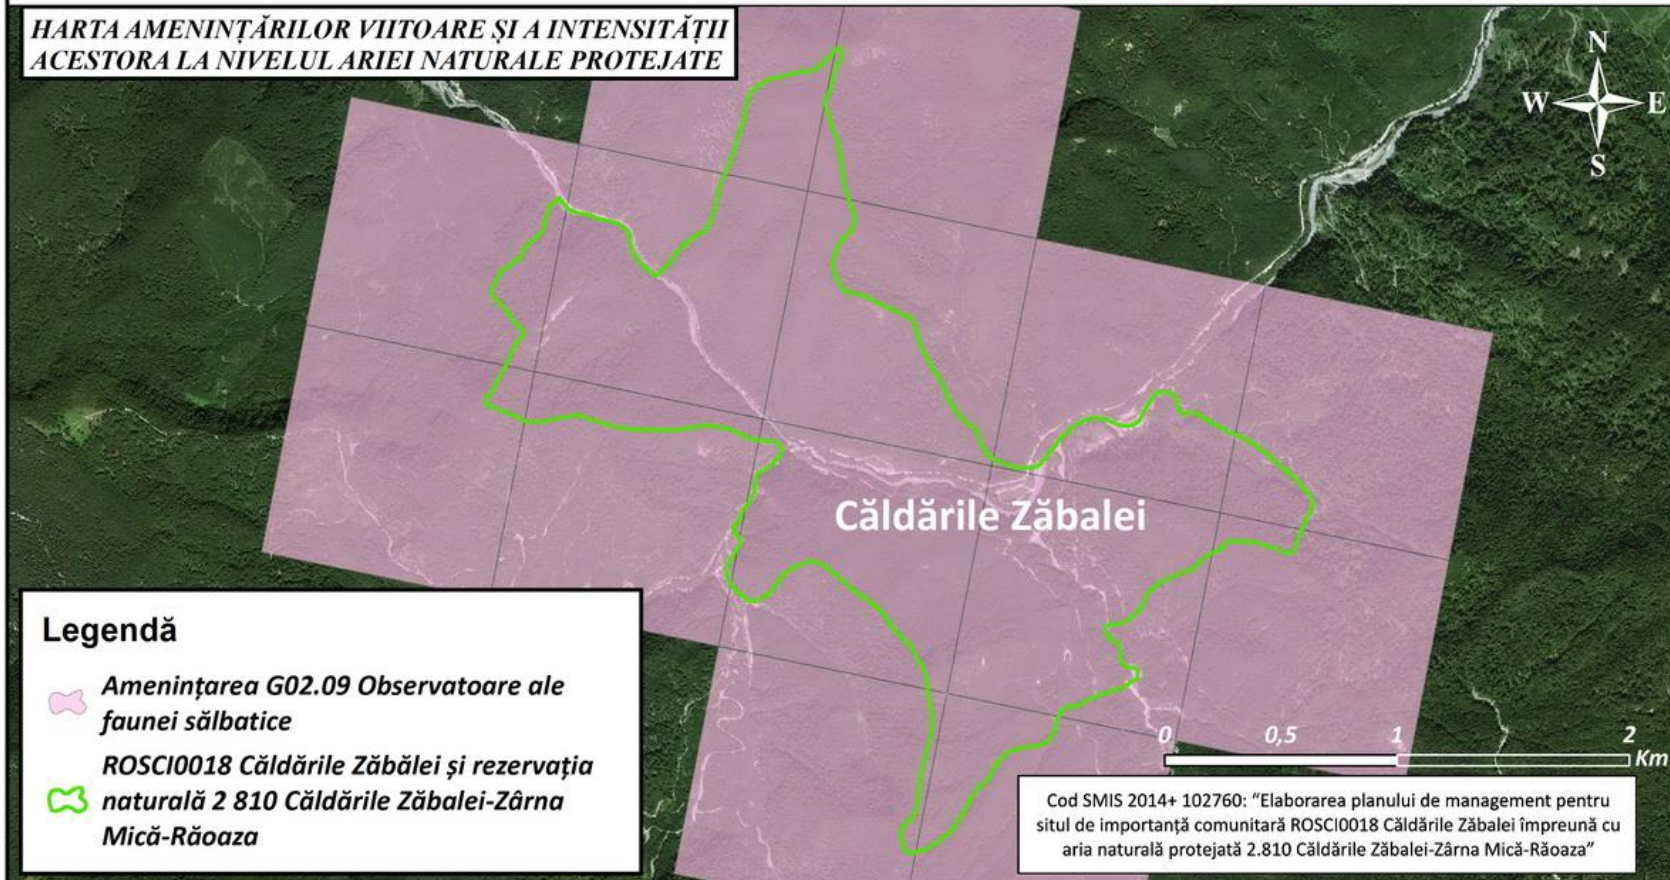 HARTA AMENINȚĂRILOR VIITOARE ȘI A INTENSITĂȚII
ACESTORA LA NIVELUL ARIEI NATURALE PROTEJATE
N
W E
S
Căldările Zăbalei
Legendă
Amenințarea G02.09 Observatoare ale
faunei sălbatice
ROSCI0018 Căldările Zăbălei și rezervația
naturală 2 810 Căldările Zăbalei-Zârna
Mică-Răoaza
0 0,5 1 2
Km
Cod SMIS 2014+ 102760: “Elaborarea planului de management pentru
situl de importanță comunitară ROSCI0018 Căldările Zăbalei împreună cu
aria naturală protejată 2.810 Căldările Zăbalei-Zârna Mică-Răoaza”